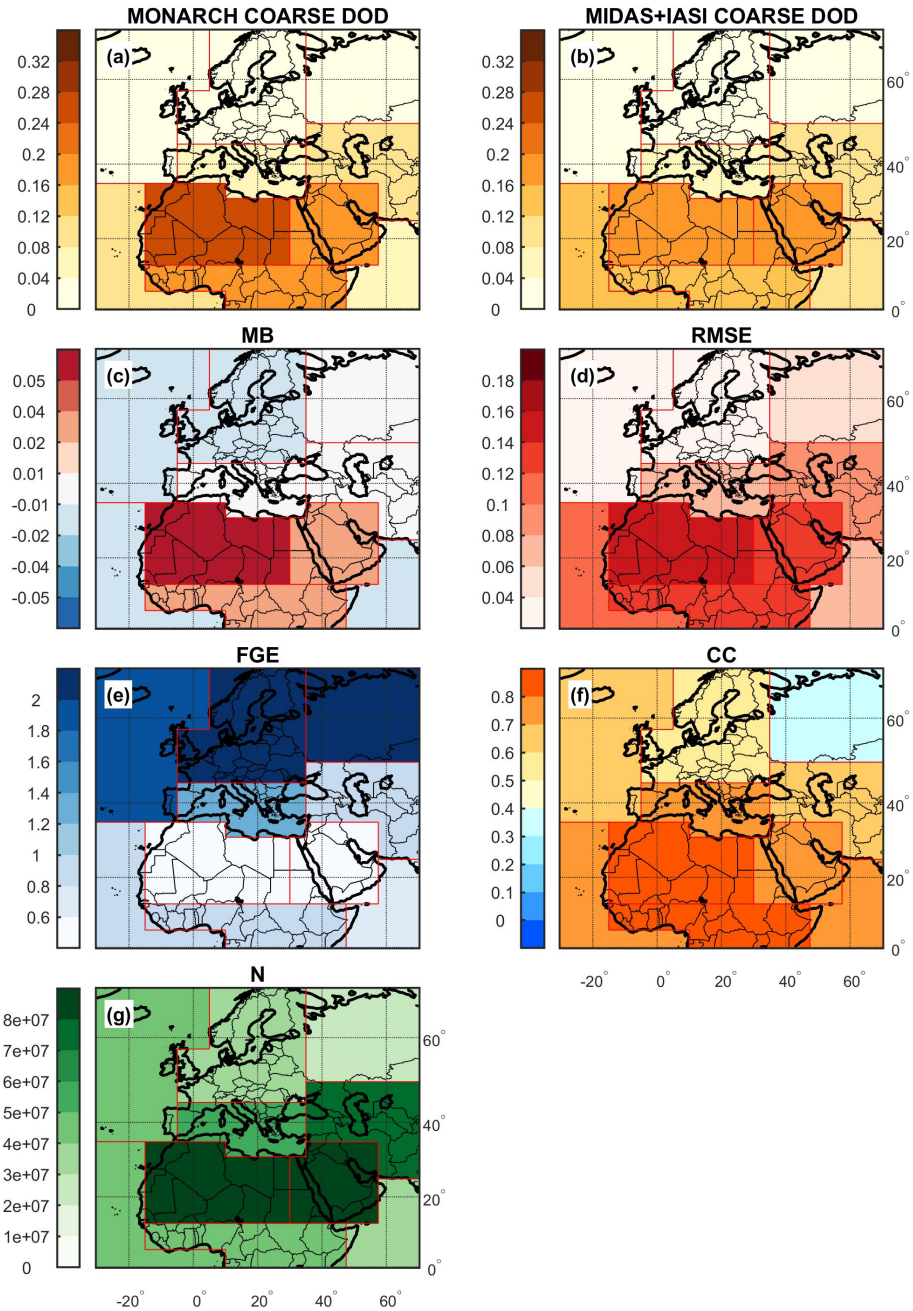 MONARCH COARSE DOD
MIDAS+IASI COARSE DOD
(a)
0.32
0.28
0.24
0.2
0.16
0.12
0.08
0.04
0
(b)
0.32
0.28
0.24
0.2
0.16
0.12
0.08
0.04
0
60°
40°
20°
0°
MB
RMSE
(c)
0.05
0.04
0.02
0.01
-0.01
-0.02
-0.04
-0.05
(d)
0.18
0.16
0.14
0.12
0.1
0.08
0.06
0.04
60°
40°
20°
0°
FGE
CC
(e)
2
1.8
1.6
1.4
1.2
1
0.8
0.6
(f)
0.8
0.7
0.6
0.5
0.4
0.3
0.2
0.1
0
60°
40°
20°
0°
-20° 0° 20° 40° 60°
N
(g)
8e+07
7e+07
6e+07
5e+07
4e+07
3e+07
2e+07
1e+07
0
60°
40°
20°
0°
-20° 0° 20° 40° 60°